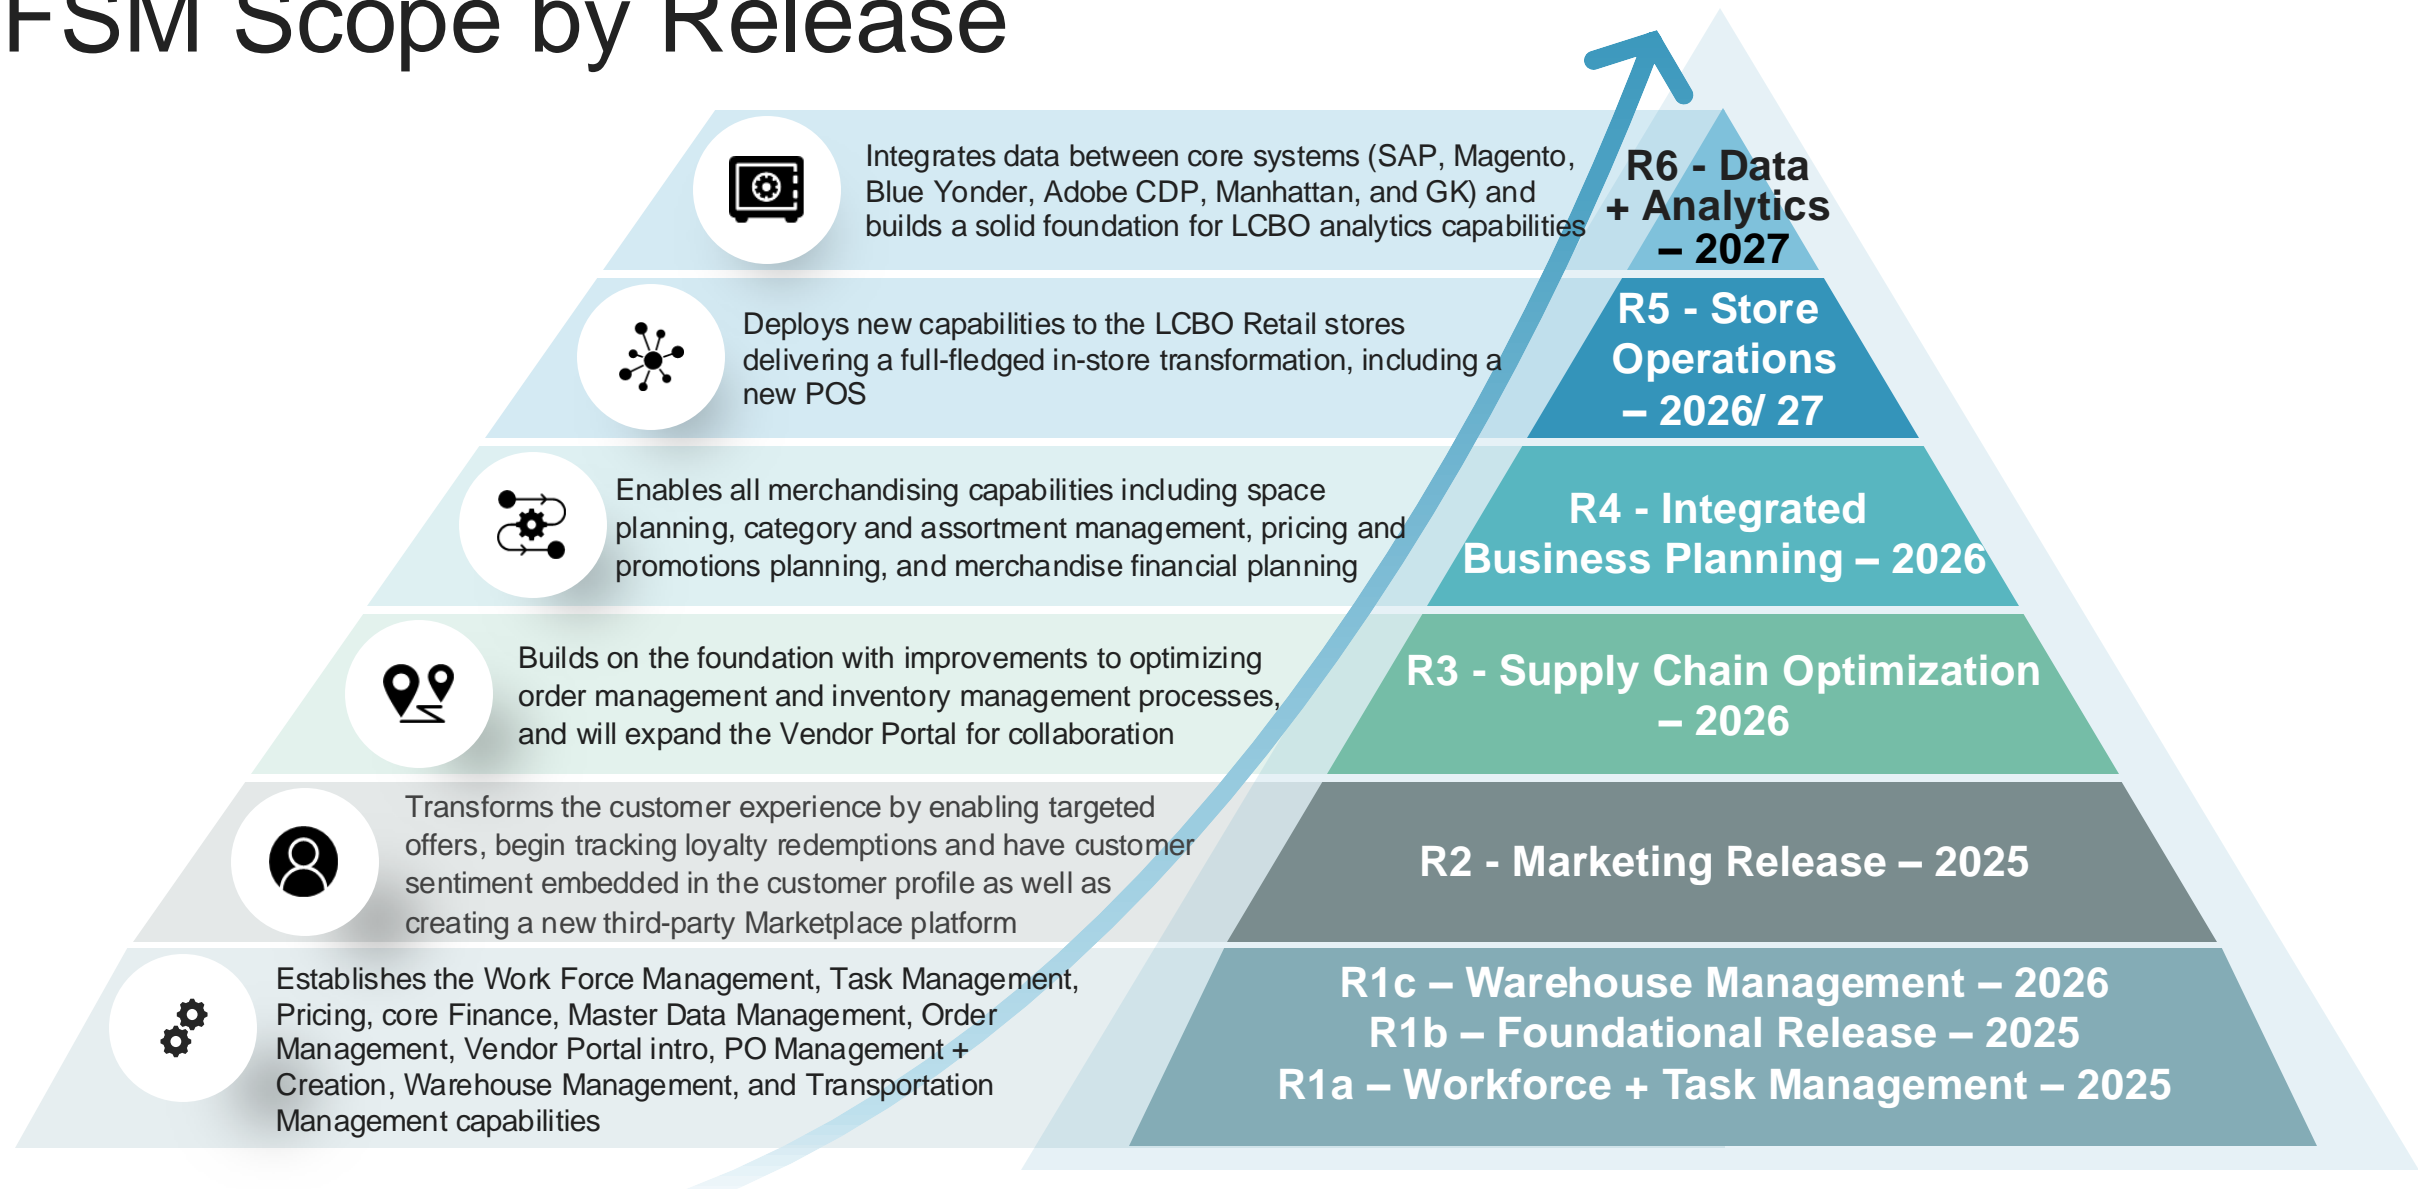 FSM Scope by Release
Integrates data between core systems (SAP, Magento,
Blue Yonder, Adobe CDP, Manhattan, and GK) and
builds a solid foundation for LCBO analytics capabilities
R6 - Data
+ Analytics
– 2027
Deploys new capabilities to the LCBO Retail stores
delivering a full-fledged in-store transformation, including a
new POS
R5 - Store
Operations
– 2026/ 27
Enables all merchandising capabilities including space
planning, category and assortment management, pricing and
promotions planning, and merchandise financial planning
R4 - Integrated
Business Planning – 2026
Builds on the foundation with improvements to optimizing
order management and inventory management processes,
and will expand the Vendor Portal for collaboration
R3 - Supply Chain Optimization
– 2026
Transforms the customer experience by enabling targeted
offers, begin tracking loyalty redemptions and have customer
sentiment embedded in the customer profile as well as
creating a new third-party Marketplace platform
R2 - Marketing Release – 2025
Establishes the Work Force Management, Task Management,
Pricing, core Finance, Master Data Management, Order
Management, Vendor Portal intro, PO Management +
Creation, Warehouse Management, and Transportation
Management capabilities
R1c – Warehouse Management – 2026
R1b – Foundational Release – 2025
R1a – Workforce + Task Management – 2025